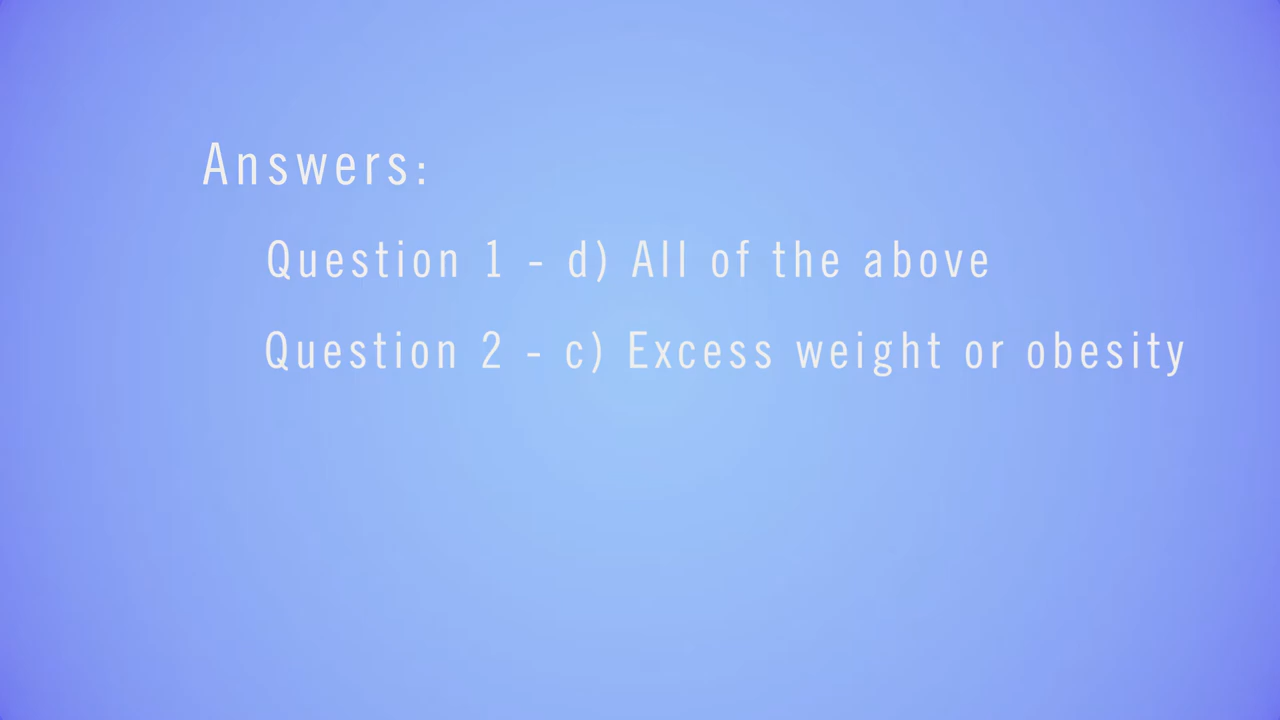 Answers:
Question 1 - d) All of the above
Question 2 - c) Excess weight or obesity